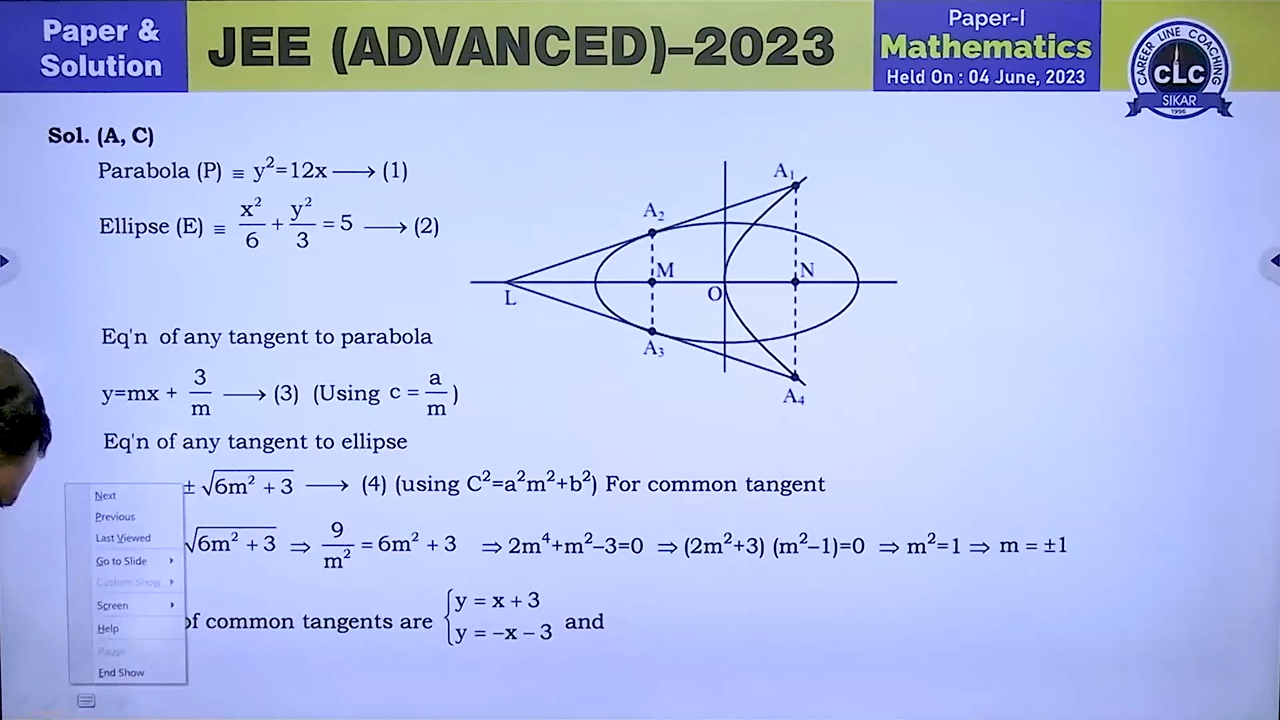 Paper &
Solution
JEE (ADVANCED)–2023
Paper-I
Mathematics
Held On : 04 June, 2023
CAREER LINE COACHING
CLC
SIKAR
1996
Sol. (A, C)
Parabola (P) ≡ y²=12x ⟶ (1)
Ellipse (E) ≡ x²/6 + y²/3 = 5 ⟶ (2)
A₁
A₂
M
N
L
O
A₃
A₄
Eq'n of any tangent to parabola
y=mx + 3/m ⟶ (3) (Using c = a/m)
Eq'n of any tangent to ellipse
± √(6m² + 3) ⟶ (4) (using C²=a²m²+b²) For common tangent
√(6m² + 3) ⇒ 9/m² = 6m² + 3 ⇒ 2m⁴+m²–3=0 ⇒ (2m²+3) (m²–1)=0 ⇒ m²=1 ⇒ m = ±1
of common tangents are { y = x + 3
y = –x – 3 and
Next
Previous
Last Viewed
Go to Slide
Custom Show
Screen
Help
Pause
End Show